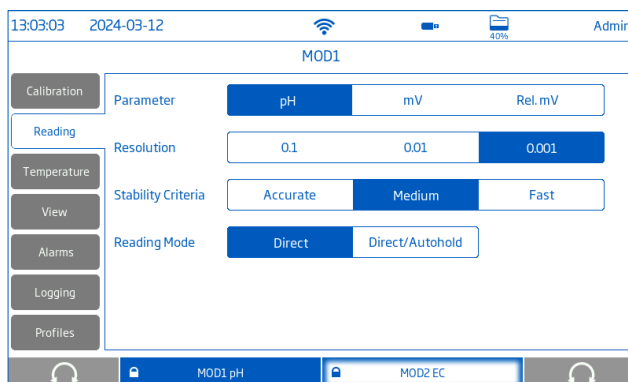 13:03:03 2024-03-12 40% Admin
MOD1
Calibration
Reading
Temperature
View
Alarms
Logging
Profiles
Parameter pH mV Rel. mV
Resolution 0.1 0.01 0.001
Stability Criteria Accurate Medium Fast
Reading Mode Direct Direct/Autohold
MOD1 pH MOD2 EC